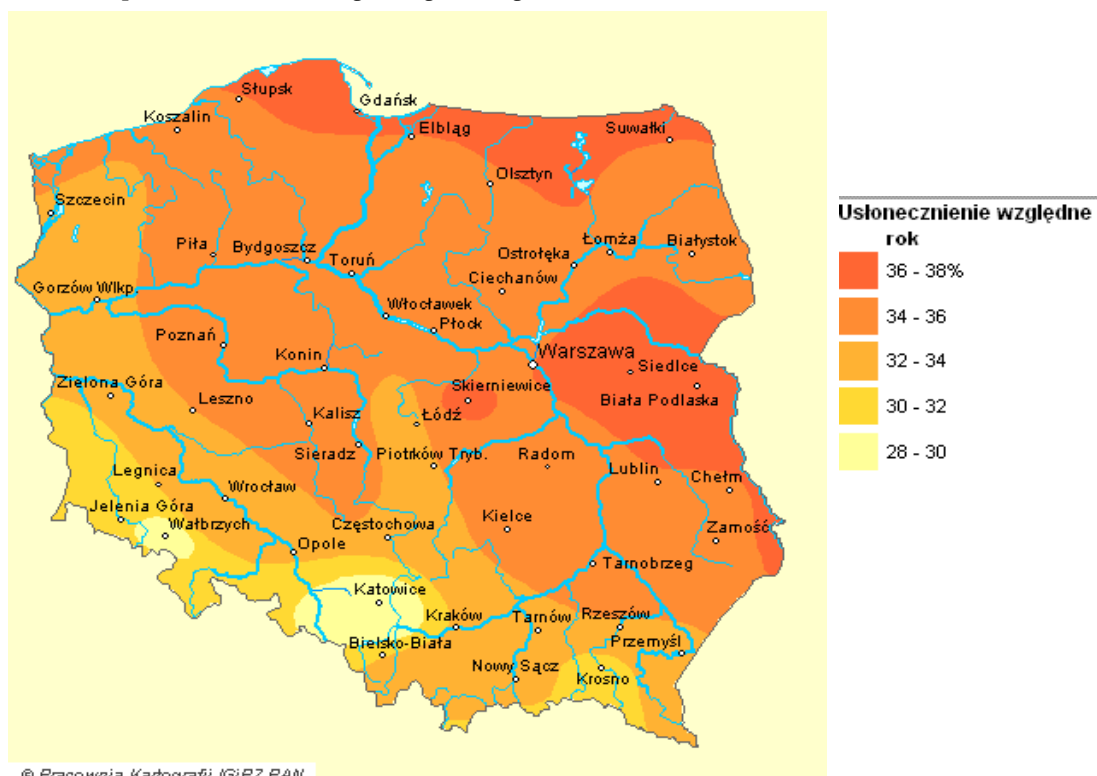 Słupsk
Gdańsk
Koszalin
Elbląg
Suwałki
Olsztyn
Szczecin
Piła
Bydgoszcz
Toruń
Ostrołęka
Łomża
Białystok
Ciechanów
Gorzów Wlkp.
Włocławek
Płock
Poznań
Konin
Warszawa
Siedlce
Zielona Góra
Leszno
Skierniewice
Biała Podlaska
Kalisz
Łódź
Sieradz
Piotrków Tryb.
Radom
Lublin
Chełm
Legnica
Wrocław
Jelenia Góra
Wałbrzych
Częstochowa
Kielce
Zamość
Opole
Tarnobrzeg
Katowice
Kraków
Tarnów
Rzeszów
Bielsko-Biała
Przemyśl
Nowy Sącz
Krosno
Usłonecznienie względne
rok
36 - 38%
34 - 36
32 - 34
30 - 32
28 - 30
© Pracownia Kartografii IGiPZ PAN